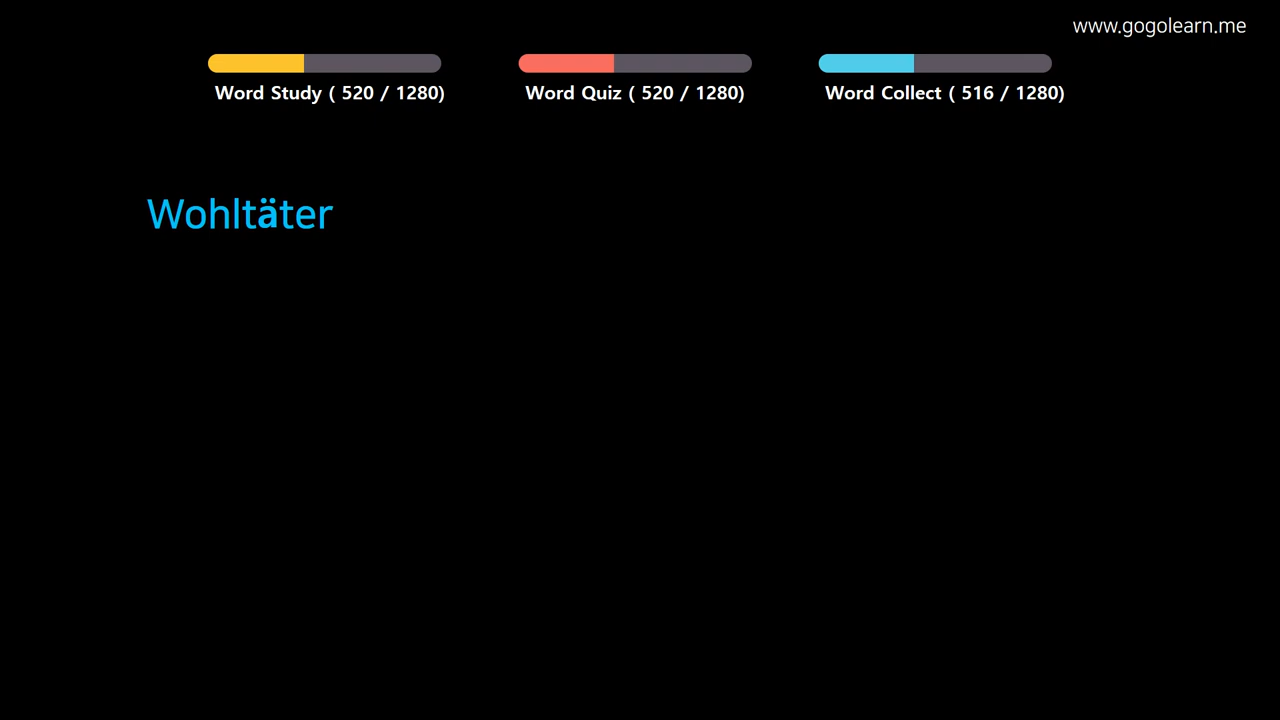 www.gogolearn.me
Word Study ( 520 / 1280)
Word Quiz ( 520 / 1280)
Word Collect ( 516 / 1280)
Wohltäter